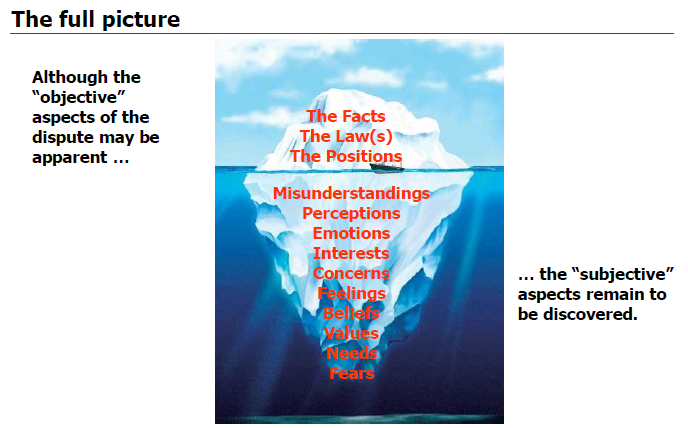 The full picture
Although the
“objective”
aspects of the
dispute may be
apparent …
The Facts
The Law(s)
The Positions
Misunderstandings
Perceptions
Emotions
Interests
Concerns
Feelings
Beliefs
Values
Needs
Fears
… the “subjective”
aspects remain to
be discovered.